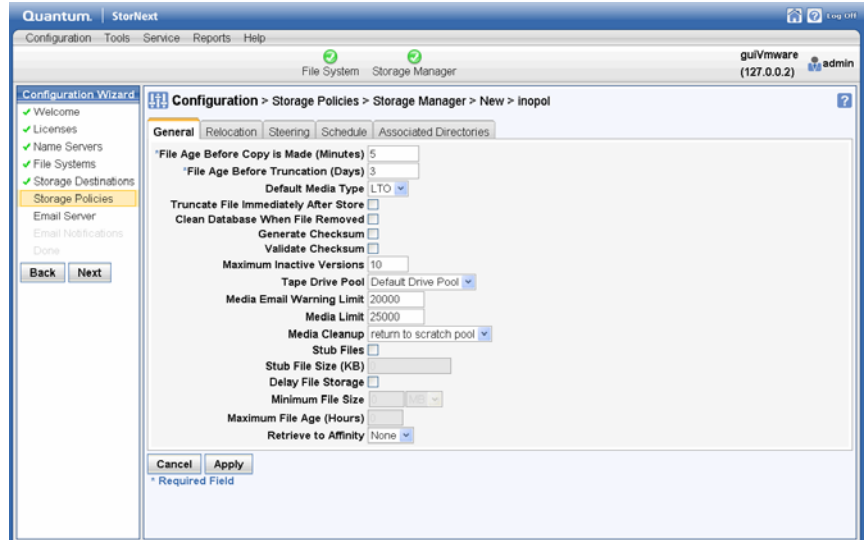 Quantum. StorNext
Log Off
Configuration Tools Service Reports Help
File System Storage Manager
guiVmware
(127.0.0.2)
admin
Configuration Wizard
Welcome
Licenses
Name Servers
File Systems
Storage Destinations
Storage Policies
Email Server
Email Notifications
Done
Back Next
Configuration > Storage Policies > Storage Manager > New > inopol
?
General Relocation Steering Schedule Associated Directories
*File Age Before Copy is Made (Minutes) 5
*File Age Before Truncation (Days) 3
Default Media Type LTO
Truncate File Immediately After Store
Clean Database When File Removed
Generate Checksum
Validate Checksum
Maximum Inactive Versions 10
Tape Drive Pool Default Drive Pool
Media Email Warning Limit 20000
Media Limit 25000
Media Cleanup return to scratch pool
Stub Files
Stub File Size (KB) 0
Delay File Storage
Minimum File Size 0 MB
Maximum File Age (Hours) 0
Retrieve to Affinity None
Cancel Apply
* Required Field